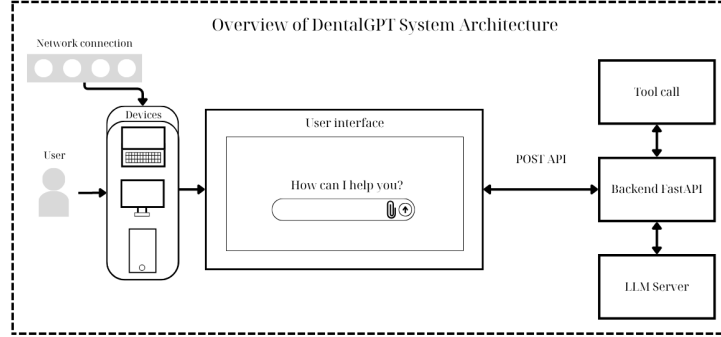 Overview of DentalGPT System Architecture
Network connection
Devices
User interface
Tool call
User
How can I help you?
POST API
Backend FastAPI
LLM Server